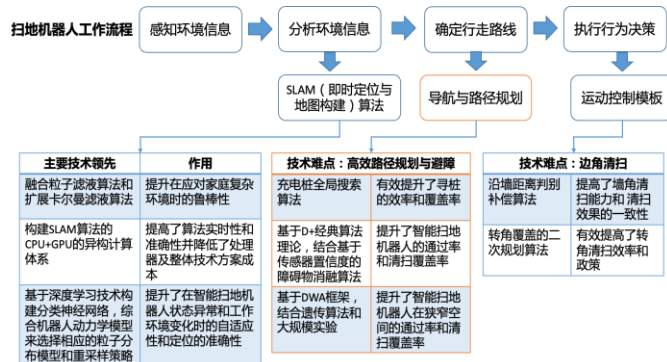 扫地机器人工作流程
感知环境信息
分析环境信息
确定行走路线
执行行为决策
SLAM（即时定位与
地图构建）算法
导航与路径规划
运动控制模板
主要技术领先
作用
融合粒子滤液算法和
扩展卡尔曼滤液算法
提升在应对家庭复杂
环境时的鲁棒性
构建SLAM算法的
CPU+GPU的异构计算
体系
提高了算法实时性和
准确性并降低了处理器
及整体技术方案成
本
基于深度学习技术构
建分类神经网络，综
合机器人动力学模型
来选择相应的粒子分
布模型和重采样策略
提升了在智能扫地机
器人状态异常和工作
环境变化时的自适应
性和定位的准确性
技术难点：高效路径规划与避障
充电桩全局搜索
算法
有效提升了寻桩
的效率和覆盖率
基于D+经典算法
理论，结合基于
传感器置信度的
障碍物消融算法
提升了智能扫地
机器人的通过率
和清扫覆盖率
基于DWA框架，
结合遗传算法和
大规模实验
提升了智能扫地
机器人在狭窄空
间的通过率和清
扫覆盖率
技术难点：边角清扫
沿墙距离判别
补偿算法
提高了墙角清
扫能力和 清扫
效果的一致性
转角覆盖的二
次规划算法
有效提高了转
角清扫效率和
政策